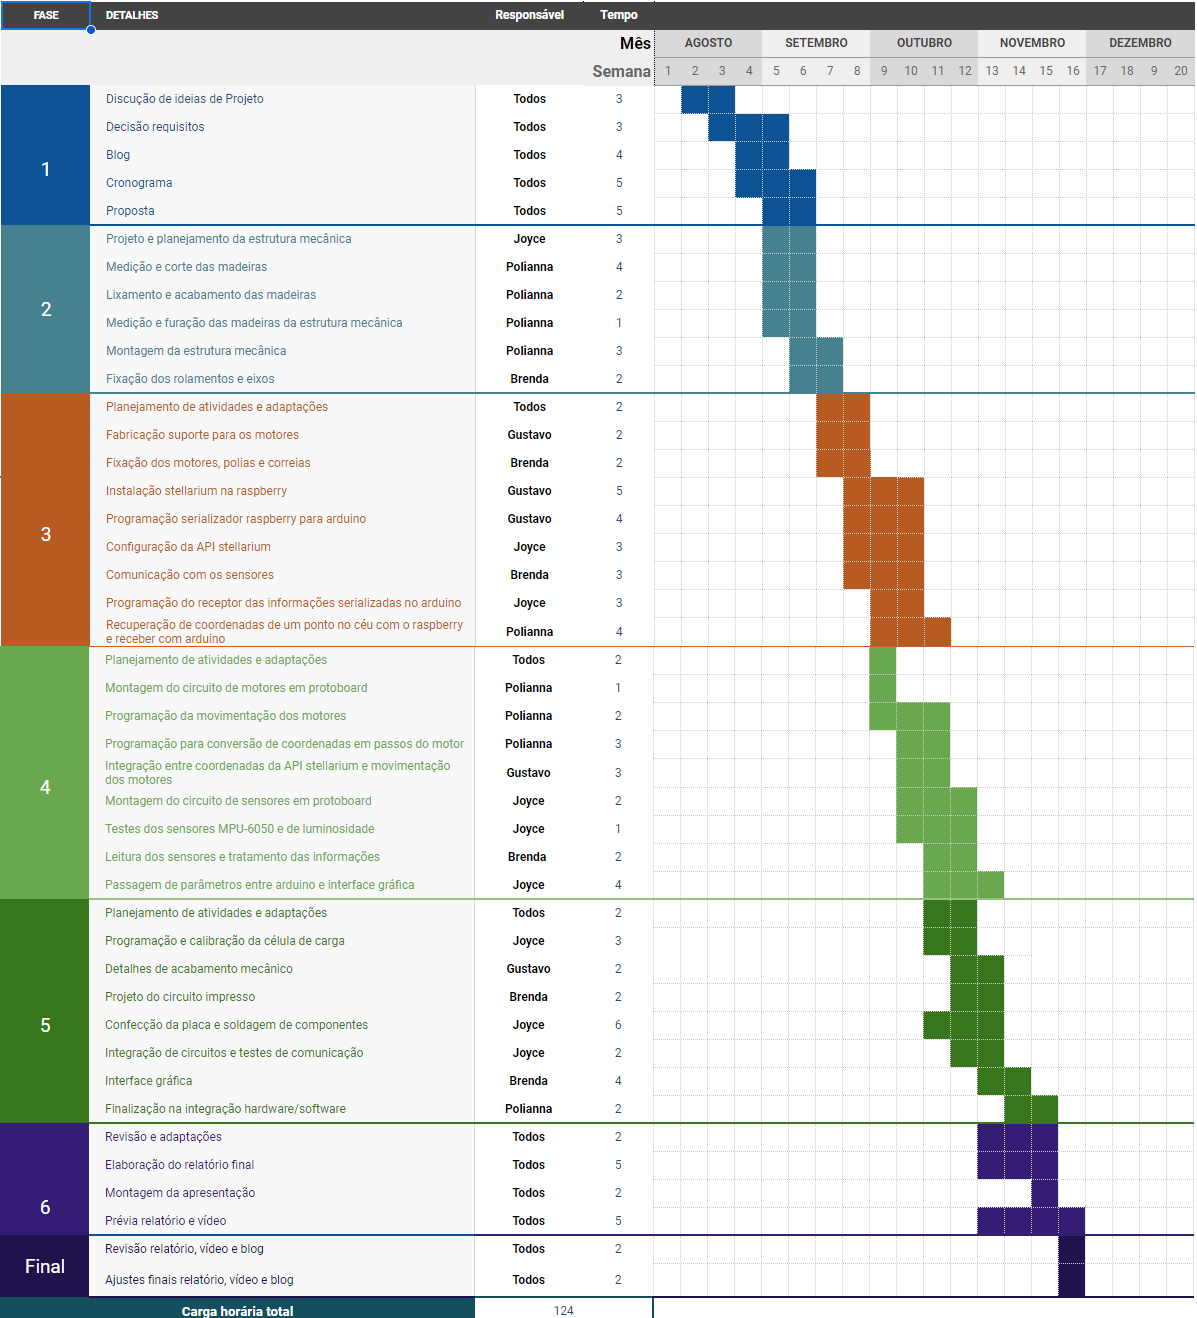 FASE DETALHES Responsável Tempo
Mês AGOSTO SETEMBRO OUTUBRO NOVEMBRO DEZEMBRO
Semana 1 2 3 4 5 6 7 8 9 10 11 12 13 14 15 16 17 18 9 20
1
Discução de ideias de Projeto Todos 3
Decisão requisitos Todos 3
Blog Todos 4
Cronograma Todos 5
Proposta Todos 5
2
Projeto e planejamento da estrutura mecânica Joyce 3
Medição e corte das madeiras Polianna 4
Lixamento e acabamento das madeiras Polianna 2
Medição e furação das madeiras da estrutura mecânica Polianna 1
Montagem da estrutura mecânica Polianna 3
Fixação dos rolamentos e eixos Brenda 2
3
Planejamento de atividades e adaptações Todos 2
Fabricação suporte para os motores Gustavo 2
Fixação dos motores, polias e correias Brenda 2
Instalação stellarium na raspberry Gustavo 5
Programação serializador raspberry para arduino Gustavo 4
Configuração da API stellarium Joyce 3
Comunicação com os sensores Brenda 3
Programação do receptor das informações serializadas no arduino Joyce 3
Recuperação de coordenadas de um ponto no céu com o raspberry
e receber com arduino Polianna 4
4
Planejamento de atividades e adaptações Todos 2
Montagem do circuito de motores em protoboard Polianna 1
Programação da movimentação dos motores Polianna 2
Programação para conversão de coordenadas em passos do motor Polianna 3
Integração entre coordenadas da API stellarium e movimentação
dos motores Gustavo 3
Montagem do circuito de sensores em protoboard Joyce 2
Testes dos sensores MPU-6050 e de luminosidade Joyce 1
Leitura dos sensores e tratamento das informações Brenda 2
Passagem de parâmetros entre arduino e interface gráfica Joyce 4
5
Planejamento de atividades e adaptações Todos 2
Programação e calibração da célula de carga Joyce 3
Detalhes de acabamento mecânico Gustavo 2
Projeto do circuito impresso Brenda 2
Confecção da placa e soldagem de componentes Joyce 6
Integração de circuitos e testes de comunicação Joyce 2
Interface gráfica Brenda 4
Finalização na integração hardware/software Polianna 2
6
Revisão e adaptações Todos 2
Elaboração do relatório final Todos 5
Montagem da apresentação Todos 2
Prévia relatório e vídeo Todos 5
Final
Revisão relatório, vídeo e blog Todos 2
Ajustes finais relatório, vídeo e blog Todos 2
Carga horária total 124